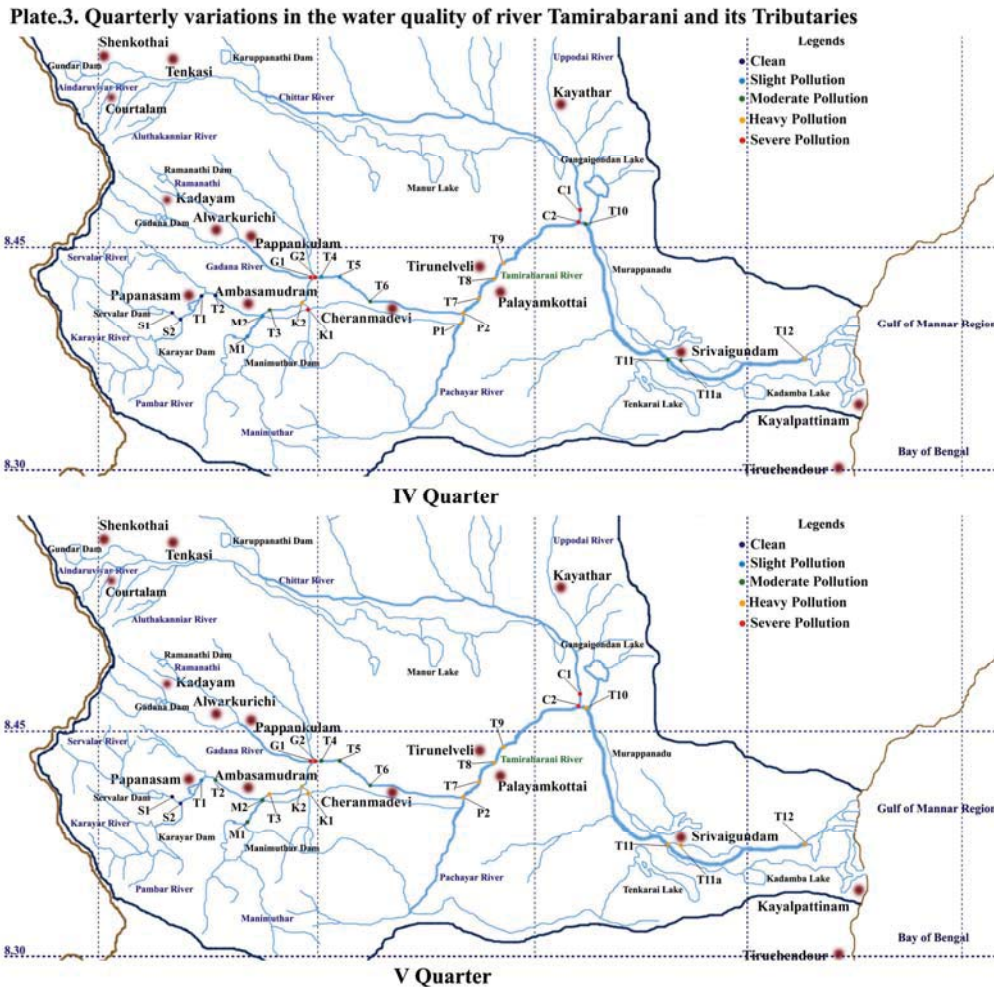 Plate.3. Quarterly variations in the water quality of river Tamirabarani and its Tributaries
Shenkothai
Gundar Dam
Tenkasi
Karuppanathi Dam
Aindaruviyar River
Courtalam
Chittar River
Aluthakanniar River
Uppodai River
Kayathar
Legends
Clean
Slight Pollution
Moderate Pollution
Heavy Pollution
Severe Pollution
Ramanathi Dam
Ramanathi
Kadayam
Manur Lake
Gangaigondan Lake
Gadana Dam
Alwarkurichi
Pappankulam
C1
C2
T10
8.45
Servalar River
Gadana River
G1
G2
T4
T5
T9
Tirunelveli
T8
Tamirabarani River
Murappanadu
Papanasam
Ambasamudram
T6
T7
Palayamkottai
Servalar Dam
S1
S2
T1
T2
M2
T3
K2
K1
Cheranmadevi
P1
P2
Gulf of Mannar Region
Karayar River
Karayar Dam
M1
Manimuthar Dam
T11
Srivaigundam
T12
T11a
Pambar River
Pachayar River
Tenkarai Lake
Kadamba Lake
Kayalpattinam
Manimuthar
Bay of Bengal
8.30
Tiruchendour
IV Quarter
Shenkothai
Gundar Dam
Tenkasi
Karuppanathi Dam
Aindaruviyar River
Courtalam
Chittar River
Aluthakanniar River
Uppodai River
Kayathar
Legends
Clean
Slight Pollution
Moderate Pollution
Heavy Pollution
Severe Pollution
Ramanathi Dam
Ramanathi
Kadayam
Manur Lake
Gangaigondan Lake
Gadana Dam
Alwarkurichi
Pappankulam
C1
C2
T10
8.45
Servalar River
Gadana River
G1
G2
T4
T5
T9
Tirunelveli
T8
Tamirabarani River
Murappanadu
Papanasam
Ambasamudram
T6
T7
Palayamkottai
Servalar Dam
S1
S2
T1
T2
M2
T3
K2
K1
Cheranmadevi
P2
Gulf of Mannar Region
Karayar River
Karayar Dam
M1
Manimuthar Dam
T11
Srivaigundam
T12
T11a
Pambar River
Pachayar River
Tenkarai Lake
Kadamba Lake
Kayalpattinam
Manimuthar
Bay of Bengal
8.30
Tiruchendour
V Quarter